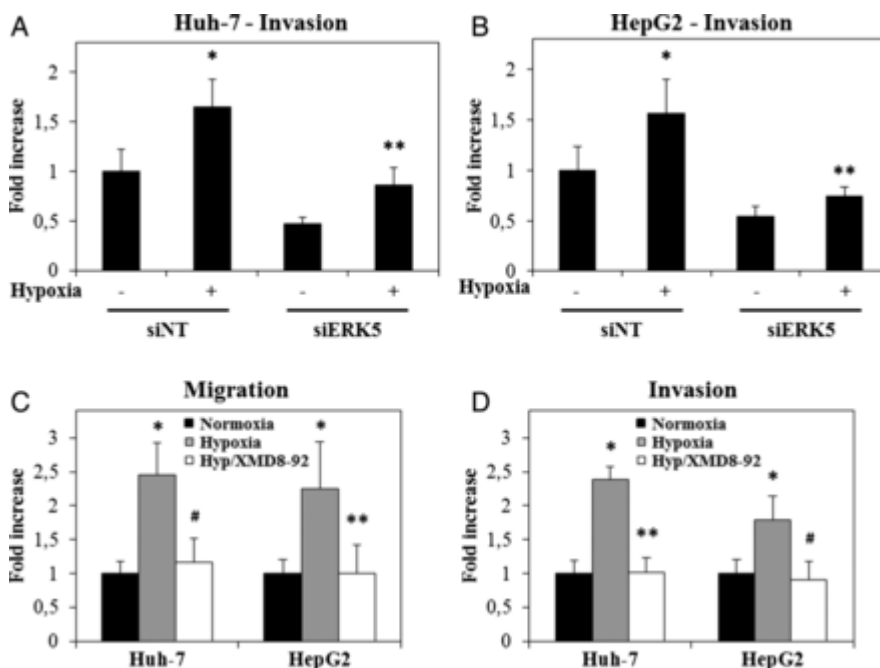 A
Huh-7 - Invasion
Fold increase
2
1,5
1
0,5
0
*
**
Hypoxia - + - +
siNT siERK5
B
HepG2 - Invasion
Fold increase
2
1,5
1
0,5
0
*
**
Hypoxia - + - +
siNT siERK5
C
Migration
Fold increase
3
2,5
2
1,5
1
0,5
0
Normoxia
Hypoxia
Hyp/XMD8-92
* # * **
Huh-7 HepG2
D
Invasion
Fold increase
3
2,5
2
1,5
1
0,5
0
Normoxia
Hypoxia
Hyp/XMD8-92
* ** * #
Huh-7 HepG2